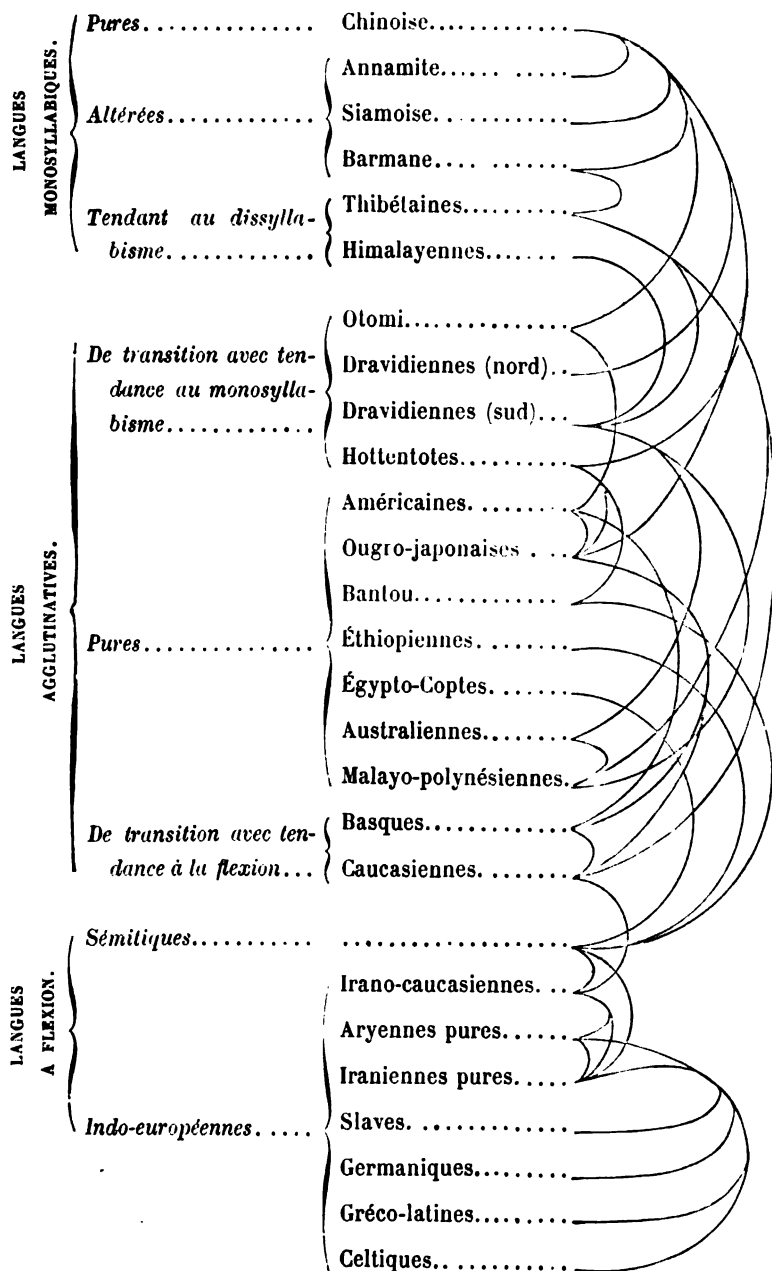 LANGUES
MONOSYLLABIQUES.
Pures............... Chinoise...............
Altérées............ Annamite..... .......
Siamoise..............
Barmane.... .........
Tendant au dissylla-
bisme............. Thibétaines...........
Himalayennes.......
LANGUES
AGGLUTINATIVES.
De transition avec ten-
dance au monosylla-
bisme............. Otomi................
Dravidiennes (nord)..
Dravidiennes (sud)...
Hottentotes..........
Pures............... Américaines..........
Ougro-japonaises ...
Bantou...............
Éthiopiennes.........
Égypto-Coptes.......
Australiennes........
Malayo-polynésiennes.
De transition avec ten-
dance à la flexion... Basques..............
Caucasiennes........
LANGUES
A FLEXION.
Sémitiques........... ....................
Indo-européennes..... Irano-caucasiennes...
Aryennes pures......
Iraniennes pures.....
Slaves...............
Germaniques.........
Gréco-latines.........
Celtiques.............